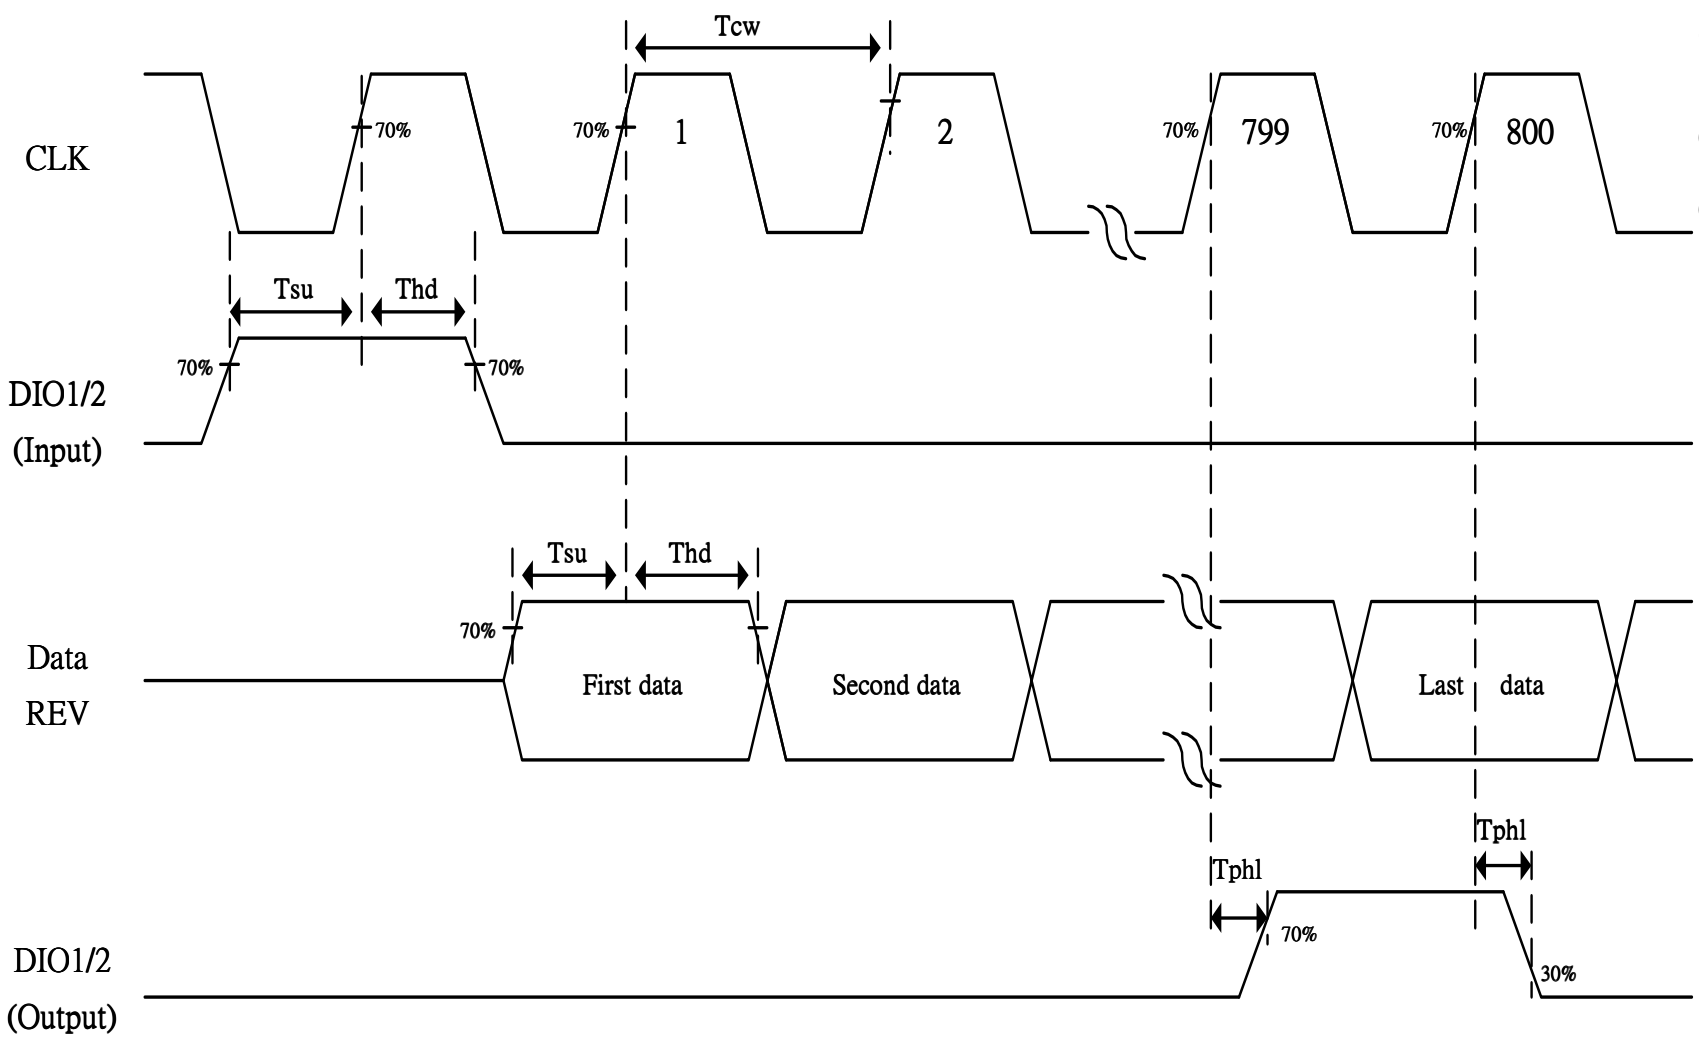 Tcw
CLK
70%
70%
1
2
70%
799
70%
800
Tsu
Thd
70%
70%
DIO1/2
(Input)
Tsu
Thd
70%
Data
REV
First data
Second data
Last data
Tphl
Tphl
70%
30%
DIO1/2
(Output)